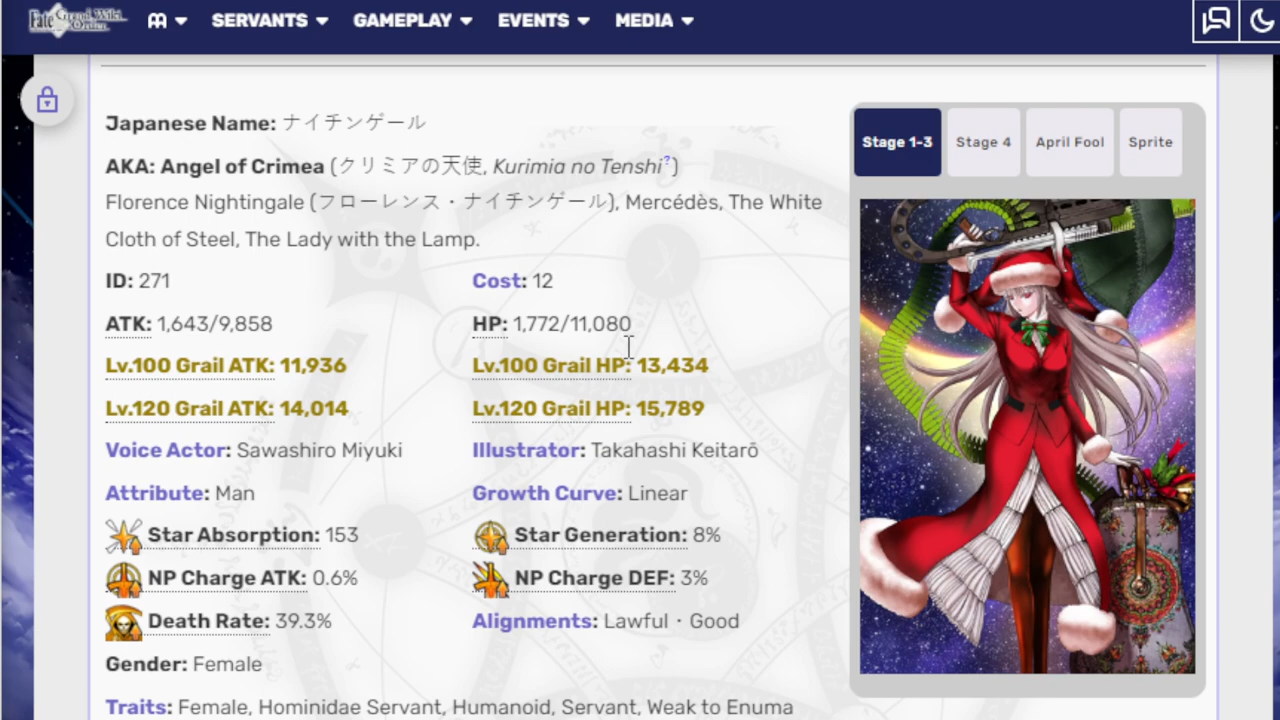 Fate Grand Order Wiki
SERVANTS GAMEPLAY EVENTS MEDIA
Japanese Name: ナイチンゲール
AKA: Angel of Crimea (クリミアの天使, Kurimia no Tenshi?)
Florence Nightingale (フローレンス・ナイチンゲール), Mercédès, The White
Cloth of Steel, The Lady with the Lamp.
ID: 271 Cost: 12
ATK: 1,643/9,858 HP: 1,772/11,080
Lv.100 Grail ATK: 11,936 Lv.100 Grail HP: 13,434
Lv.120 Grail ATK: 14,014 Lv.120 Grail HP: 15,789
Voice Actor: Sawashiro Miyuki Illustrator: Takahashi Keitarō
Attribute: Man Growth Curve: Linear
Star Absorption: 153 Star Generation: 8%
NP Charge ATK: 0.6% NP Charge DEF: 3%
Death Rate: 39.3% Alignments: Lawful・Good
Gender: Female
Traits: Female, Hominidae Servant, Humanoid, Servant, Weak to Enuma
Stage 1-3 Stage 4 April Fool Sprite